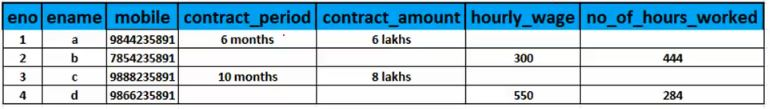 eno ename mobile contract_period contract_amount hourly_wage no_of_hours_worked
1 a 9844235891 6 months 6 lakhs
2 b 7854235891 300 444
3 c 9888235891 10 months 8 lakhs
4 d 9866235891 550 284